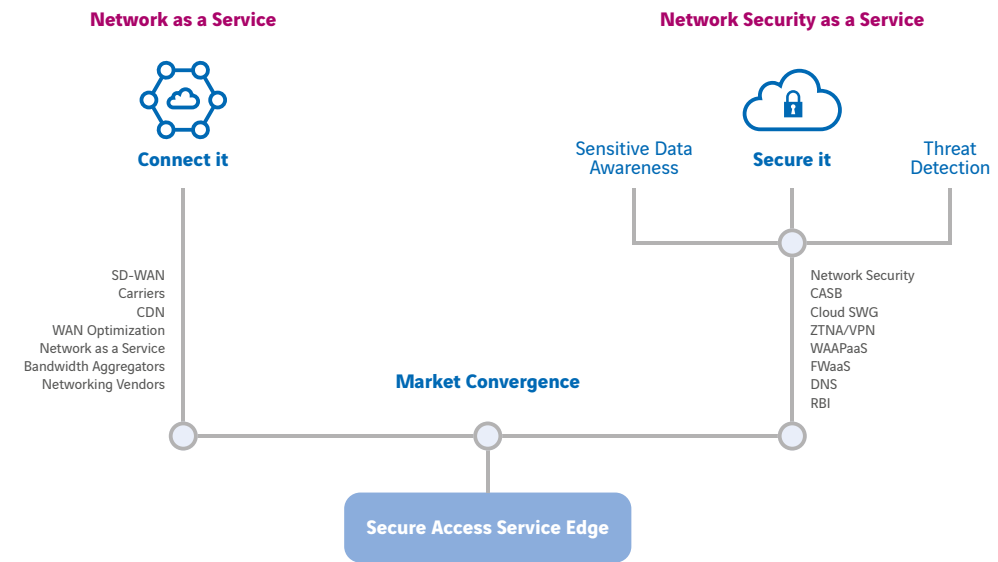 Network as a Service
Network Security as a Service
Connect it
Sensitive Data
Awareness
Secure it
Threat
Detection
SD-WAN
Carriers
CDN
WAN Optimization
Network as a Service
Bandwidth Aggregators
Networking Vendors
Network Security
CASB
Cloud SWG
ZTNA/VPN
WAAPaaS
FWaaS
DNS
RBI
Market Convergence
Secure Access Service Edge